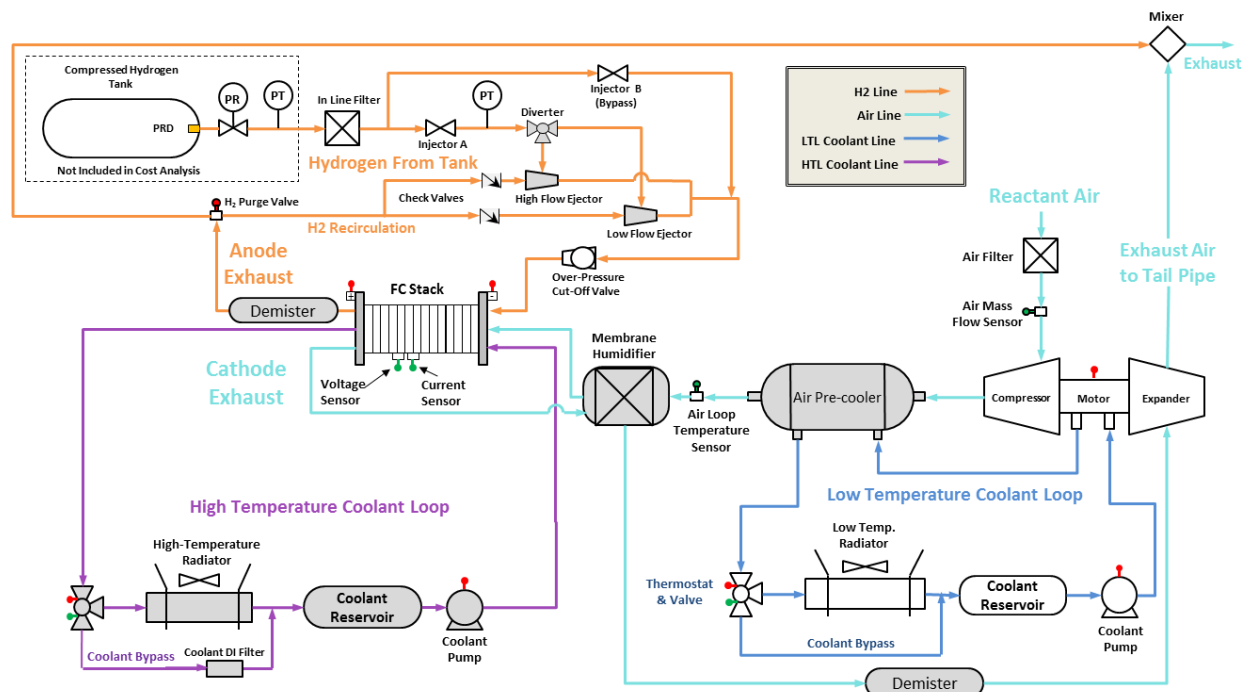 Mixer
Exhaust
Compressed Hydrogen
Tank
PR
PT
PRD
Not Included in Cost Analysis
In Line Filter
Injector A
PT
Diverter
Injector B
(Bypass)
Hydrogen From Tank
H2 Line
Air Line
LTL Coolant Line
HTL Coolant Line
H₂ Purge Valve
Check Valves
High Flow Ejector
H2 Recirculation
Low Flow Ejector
Reactant Air
Air Filter
Exhaust Air
to Tail Pipe
Anode
Exhaust
Over-Pressure
Cut-Off Valve
Air Mass
Flow Sensor
FC Stack
+
-
Demister
Cathode
Exhaust
Voltage
Sensor
Current
Sensor
Membrane
Humidifier
Air Loop
Temperature
Sensor
Air Pre-cooler
Compressor
Motor
Expander
High Temperature Coolant Loop
Low Temperature Coolant Loop
High-Temperature
Radiator
Coolant
Reservoir
Coolant
Pump
Coolant Bypass
Coolant DI Filter
Low Temp.
Radiator
Thermostat
& Valve
Coolant
Reservoir
Coolant
Pump
Coolant Bypass
Demister